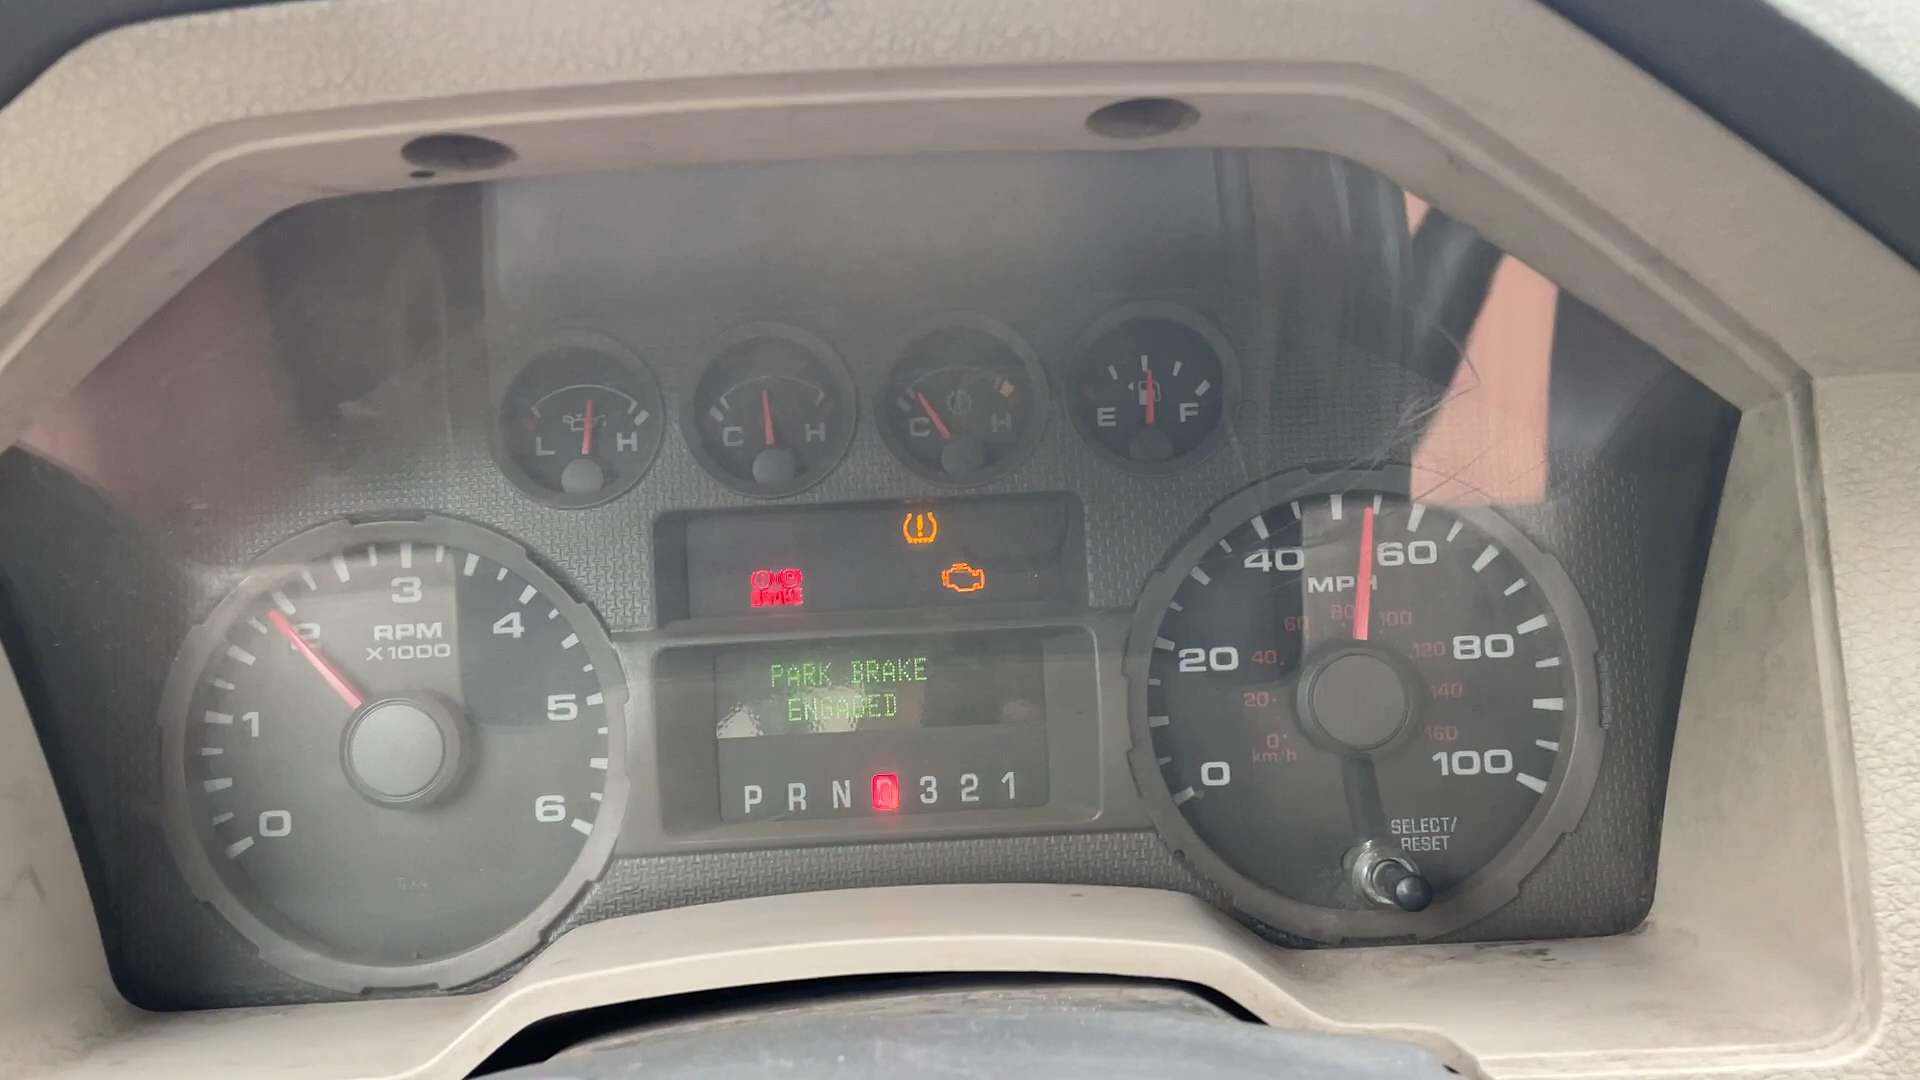 L H
C H
C H
E F
BRAKE
0 1 2 3 4 5 6
RPM
X1000
PARK BRAKE
ENGAGED
P R N D 3 2 1
0 20 40 60 80 100
MPH
0 20 40 60 80 100 120 140 160
km/h
SELECT/
RESET